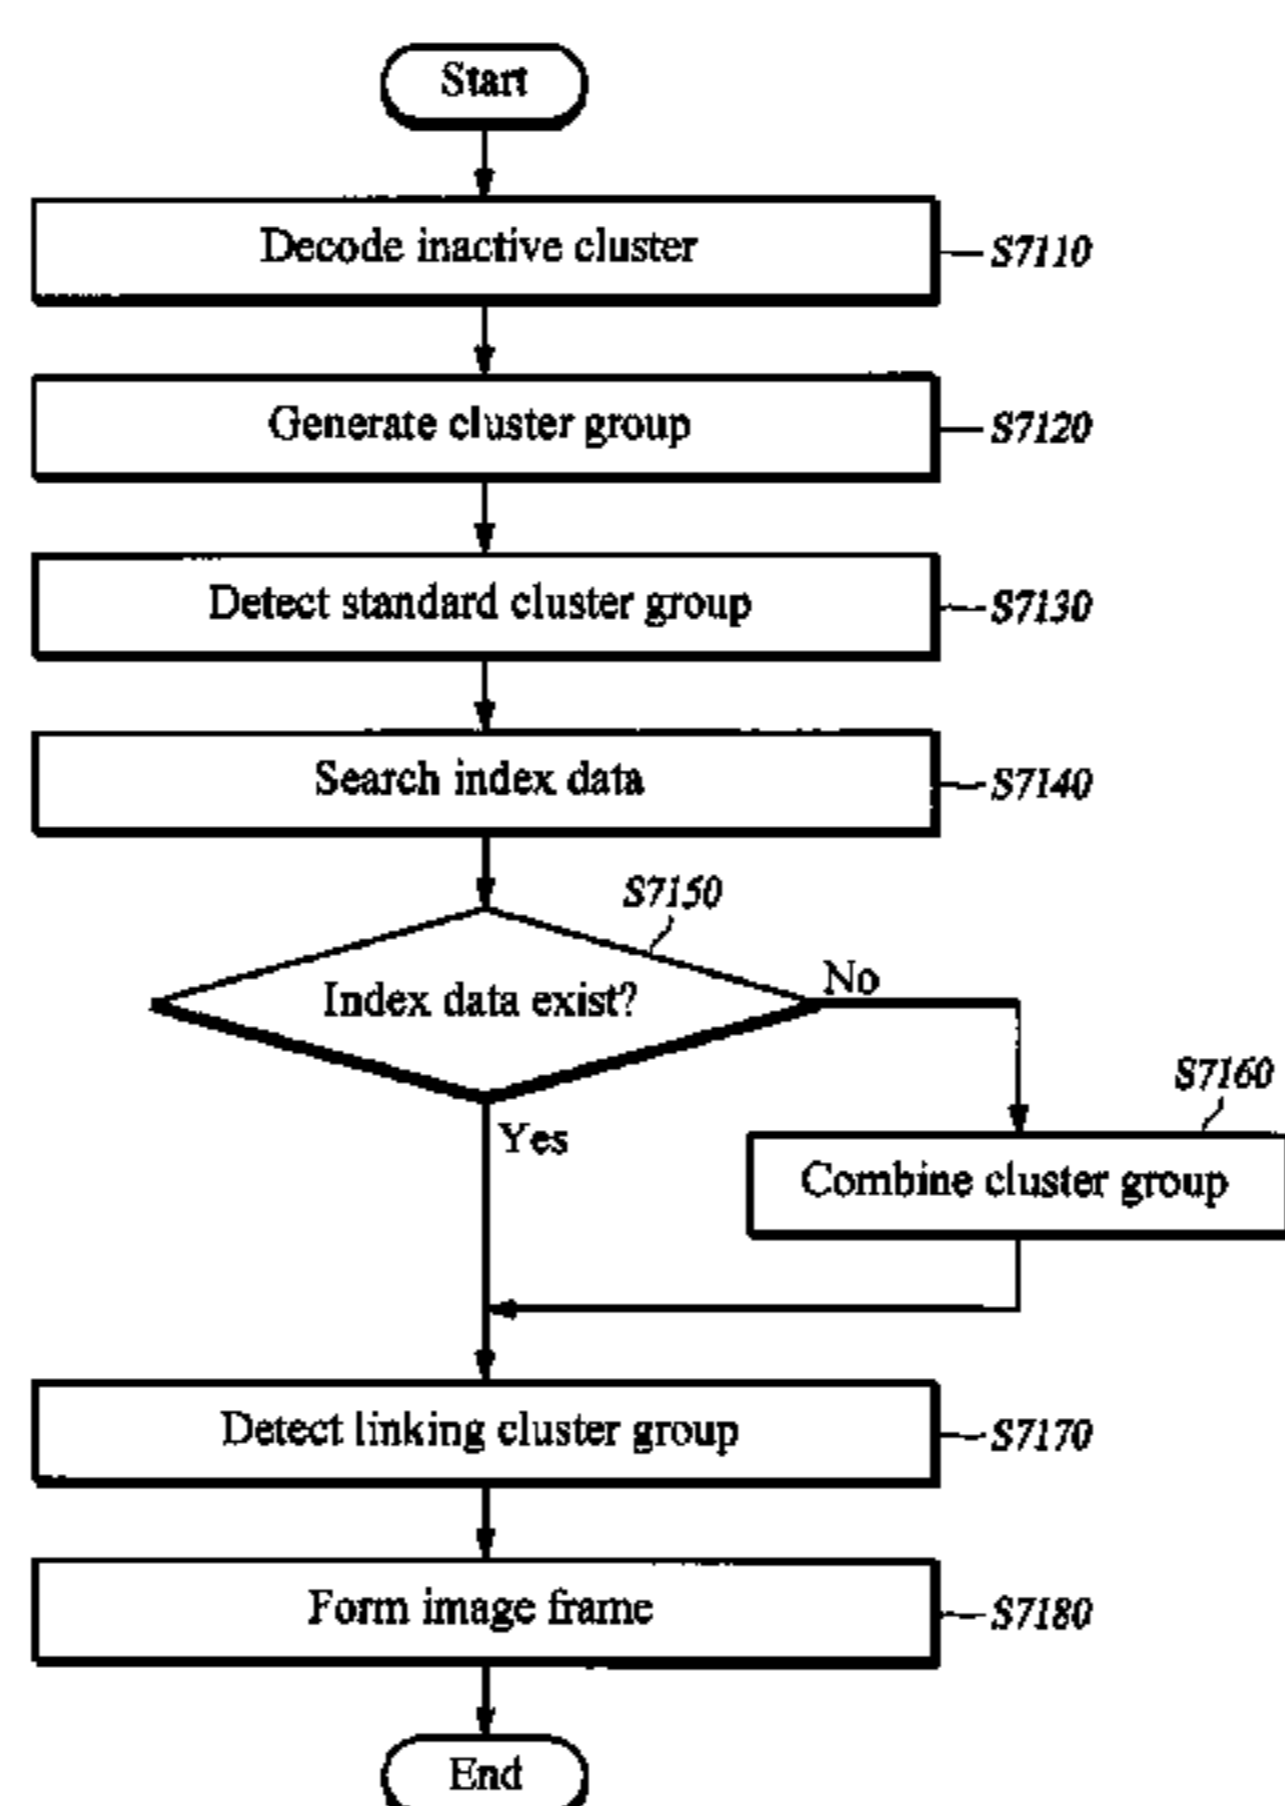 Start
Decode inactive cluster
S7110
Generate cluster group
S7120
Detect standard cluster group
S7130
Search index data
S7140
S7150
Index data exist?
No
Yes
S7160
Combine cluster group
Detect linking cluster group
S7170
Form image frame
S7180
End